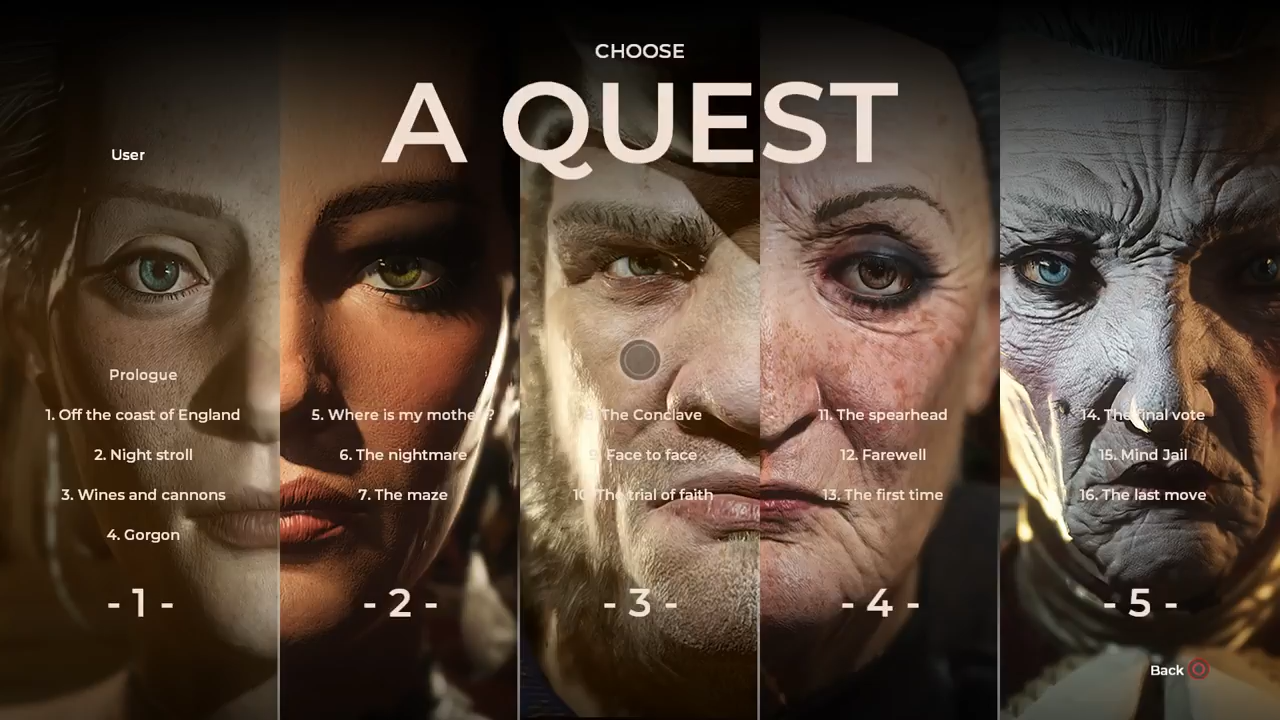 CHOOSE
A QUEST
User
Prologue
1. Off the coast of England
2. Night stroll
3. Wines and cannons
4. Gorgon
- 1 -
5. Where is my mother?
6. The nightmare
7. The maze
- 2 -
8. The Conclave
9. Face to face
10. The trial of faith
- 3 -
11. The spearhead
12. Farewell
13. The first time
- 4 -
14. The final vote
15. Mind Jail
16. The last move
- 5 -
Back